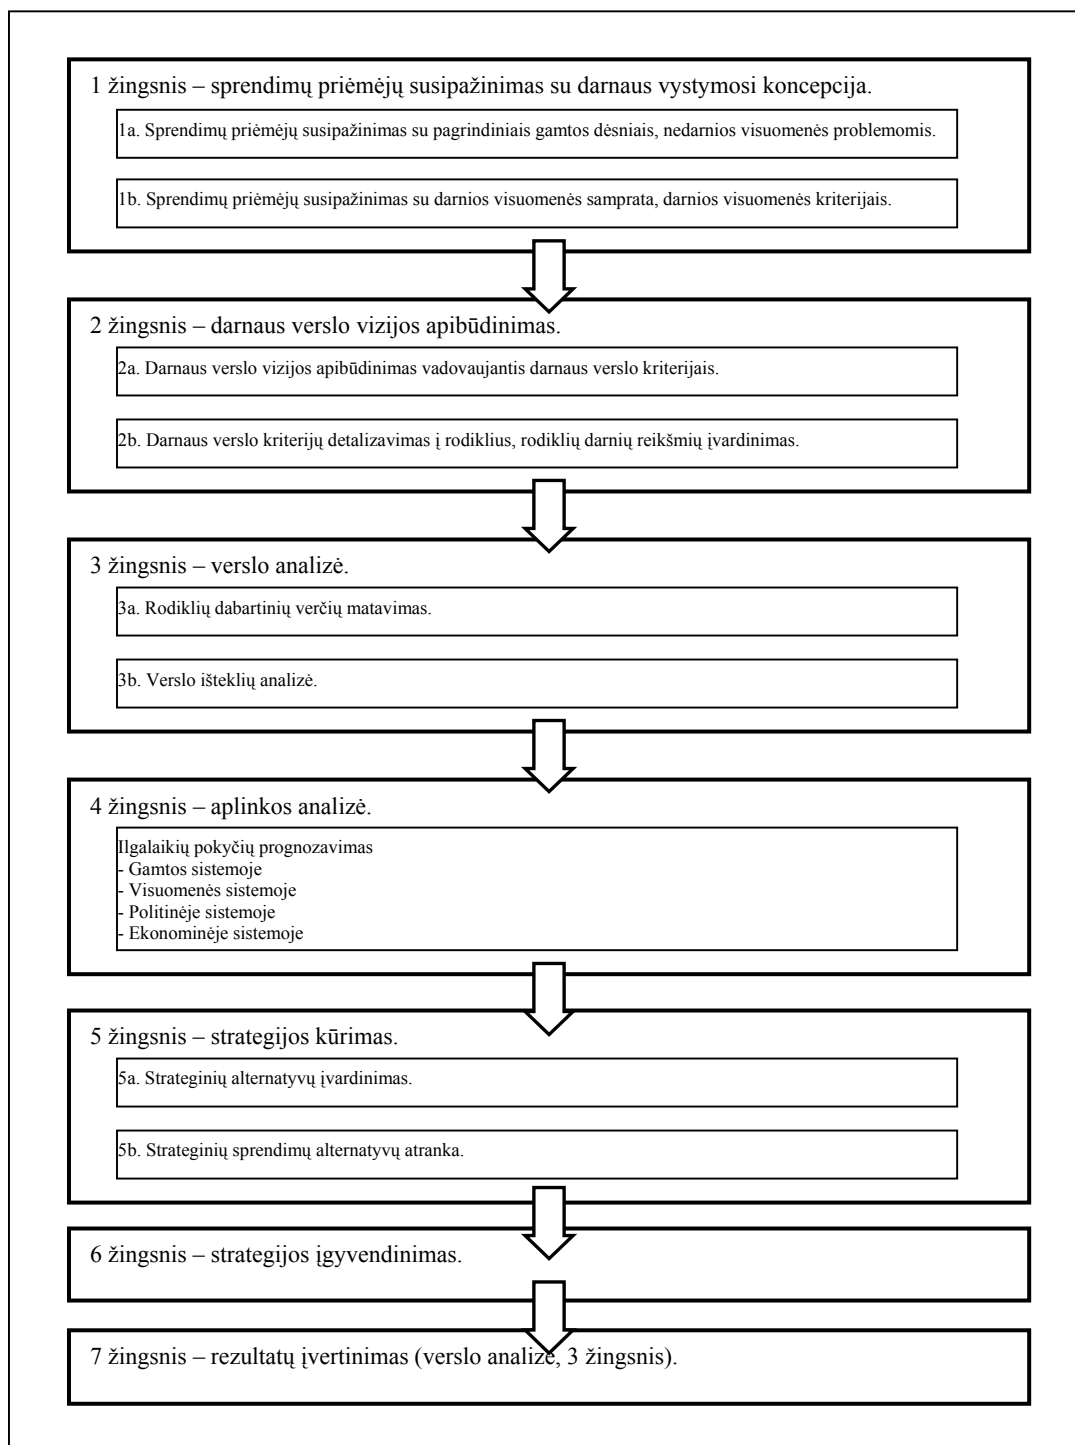 1 žingsnis – sprendimų priėmėjų susipažinimas su darnaus vystymosi koncepcija.
1a. Sprendimų priėmėjų susipažinimas su pagrindiniais gamtos dėsniais, nedarnios visuomenės problemomis.
1b. Sprendimų priėmėjų susipažinimas su darnios visuomenės samprata, darnios visuomenės kriterijais.
2 žingsnis – darnaus verslo vizijos apibūdinimas.
2a. Darnaus verslo vizijos apibūdinimas vadovaujantis darnaus verslo kriterijais.
2b. Darnaus verslo kriterijų detalizavimas į rodiklius, rodiklių darnių reikšmių įvardinimas.
3 žingsnis – verslo analizė.
3a. Rodiklių dabartinių verčių matavimas.
3b. Verslo išteklių analizė.
4 žingsnis – aplinkos analizė.
Ilgalaikių pokyčių prognozavimas
- Gamtos sistemoje
- Visuomenės sistemoje
- Politinėje sistemoje
- Ekonominėje sistemoje
5 žingsnis – strategijos kūrimas.
5a. Strateginių alternatyvų įvardinimas.
5b. Strateginių sprendimų alternatyvų atranka.
6 žingsnis – strategijos įgyvendinimas.
7 žingsnis – rezultatų įvertinimas (verslo analizė, 3 žingsnis).